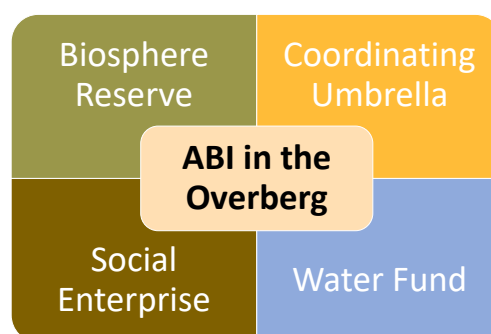 Biosphere
Reserve
Coordinating
Umbrella
ABI in the
Overberg
Social
Enterprise
Water Fund